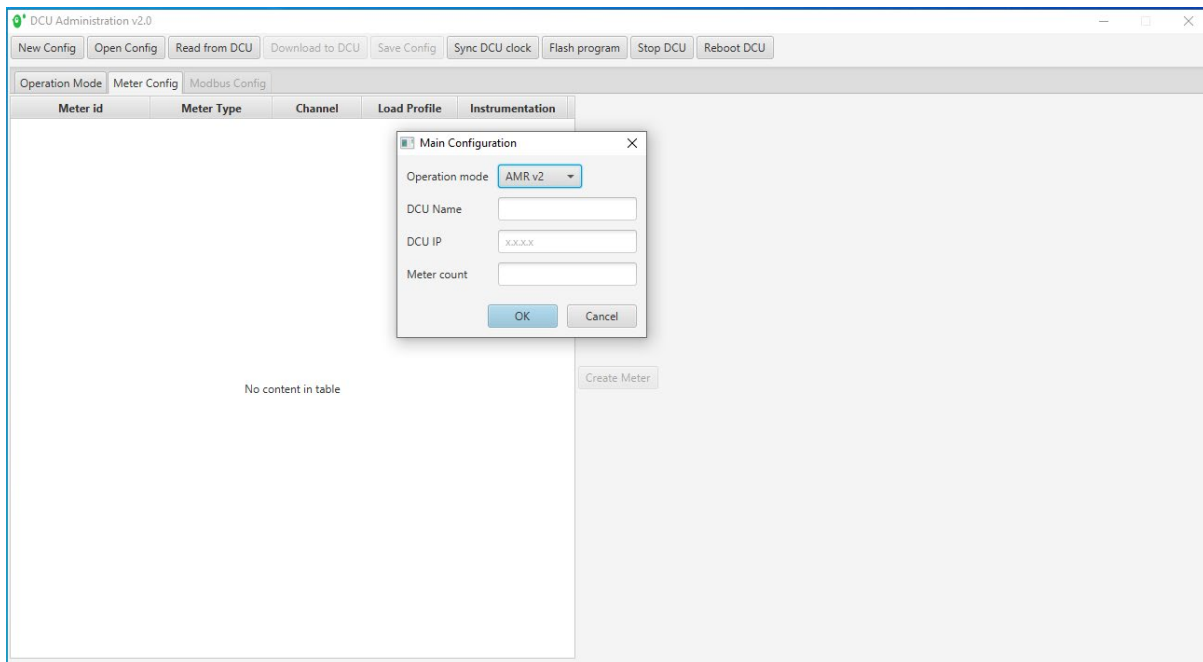 DCU Administration v2.0
New Config Open Config Read from DCU Download to DCU Save Config Sync DCU clock Flash program Stop DCU Reboot DCU
Operation Mode Meter Config Modbus Config
Meter id Meter Type Channel Load Profile Instrumentation
Main Configuration
Operation mode AMR v2
DCU Name
DCU IP x.x.x.x
Meter count
OK Cancel
Create Meter
No content in table